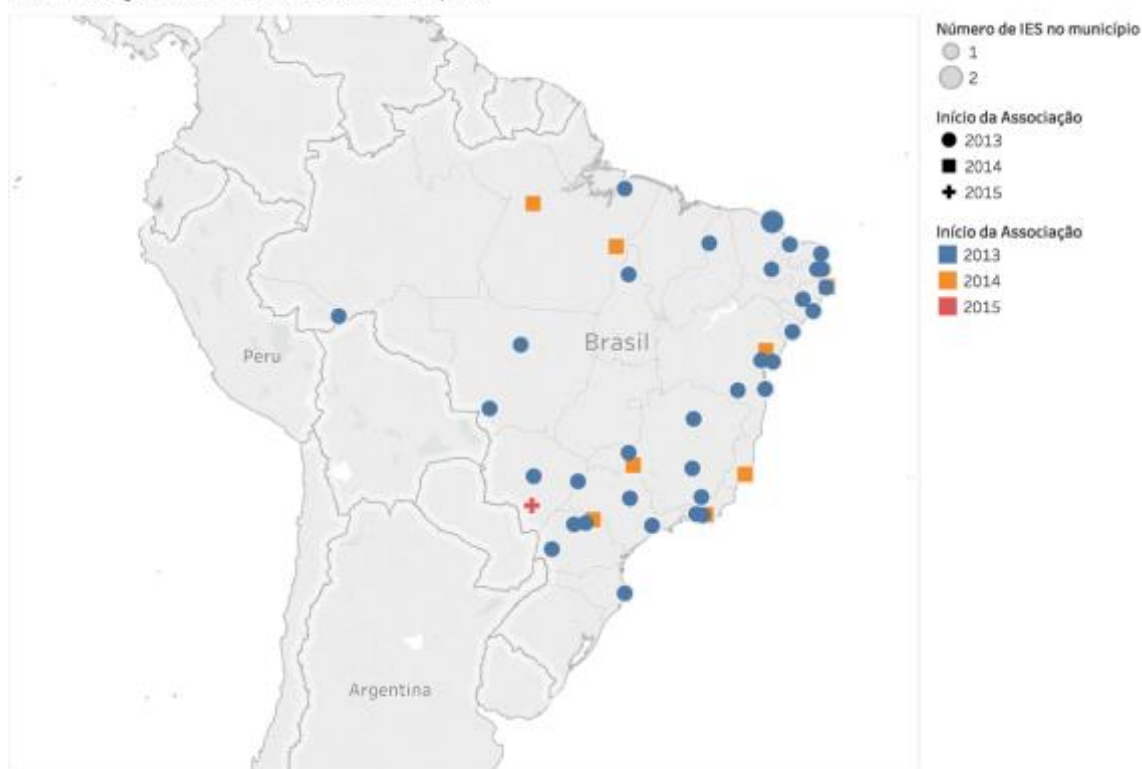 Número de IES no município
1
2
Início da Associação
2013
2014
2015
Início da Associação
2013
2014
2015
Brasil
Peru
Argentina